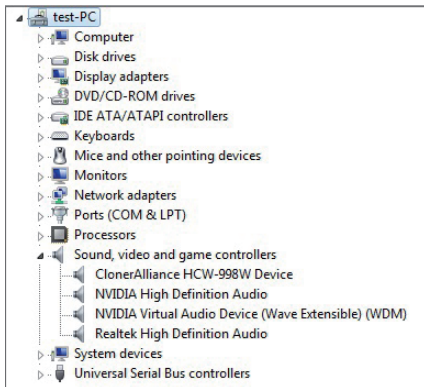 test-PC
Computer
Disk drives
Display adapters
DVD/CD-ROM drives
IDE ATA/ATAPI controllers
Keyboards
Mice and other pointing devices
Monitors
Network adapters
Ports (COM & LPT)
Processors
Sound, video and game controllers
ClonerAlliance HCW-998W Device
NVIDIA High Definition Audio
NVIDIA Virtual Audio Device (Wave Extensible) (WDM)
Realtek High Definition Audio
System devices
Universal Serial Bus controllers